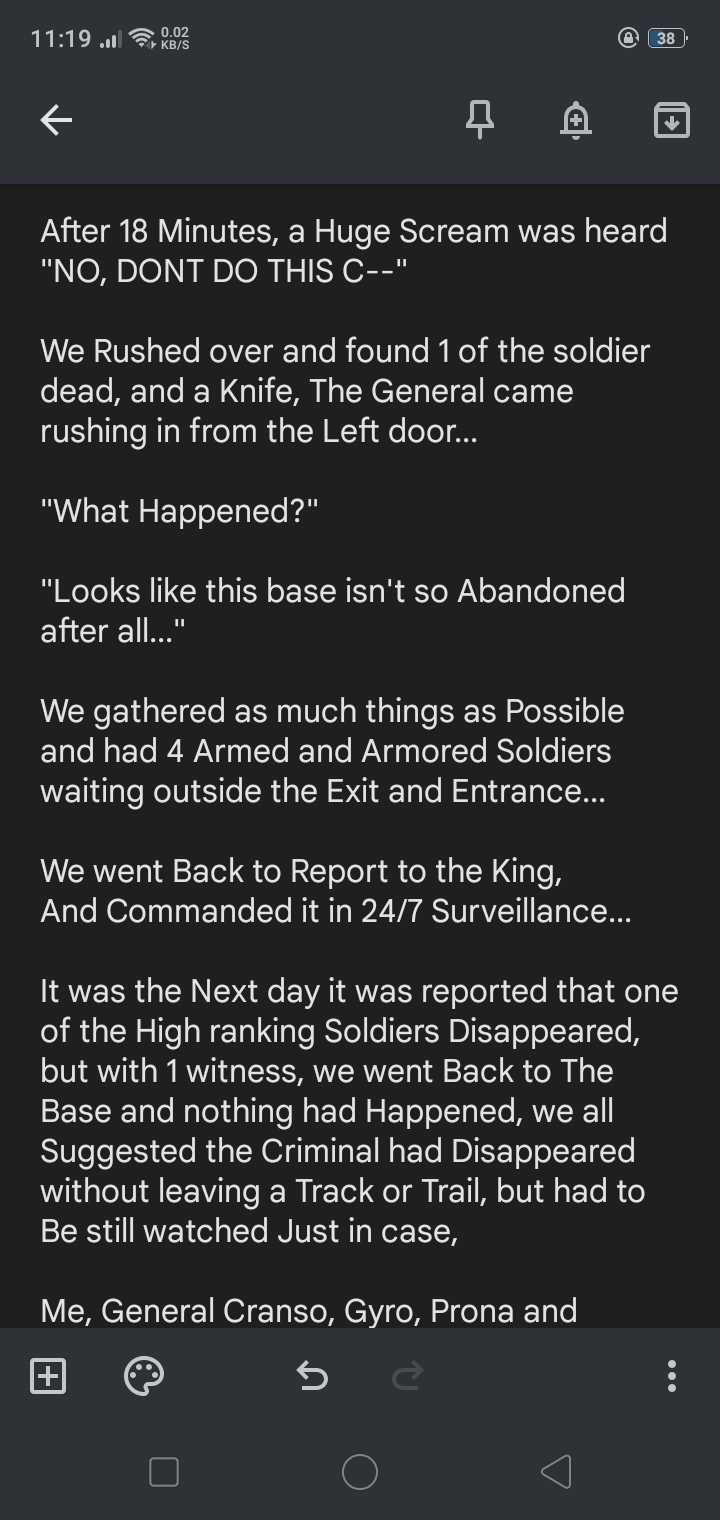 11:19 0.02
KB/S 38
After 18 Minutes, a Huge Scream was heard
"NO, DONT DO THIS C--"
We Rushed over and found 1 of the soldier
dead, and a Knife, The General came
rushing in from the Left door...
"What Happened?"
"Looks like this base isn't so Abandoned
after all..."
We gathered as much things as Possible
and had 4 Armed and Armored Soldiers
waiting outside the Exit and Entrance...
We went Back to Report to the King,
And Commanded it in 24/7 Surveillance...
It was the Next day it was reported that one
of the High ranking Soldiers Disappeared,
but with 1 witness, we went Back to The
Base and nothing had Happened, we all
Suggested the Criminal had Disappeared
without leaving a Track or Trail, but had to
Be still watched Just in case,
Me, General Cranso, Gyro, Prona and